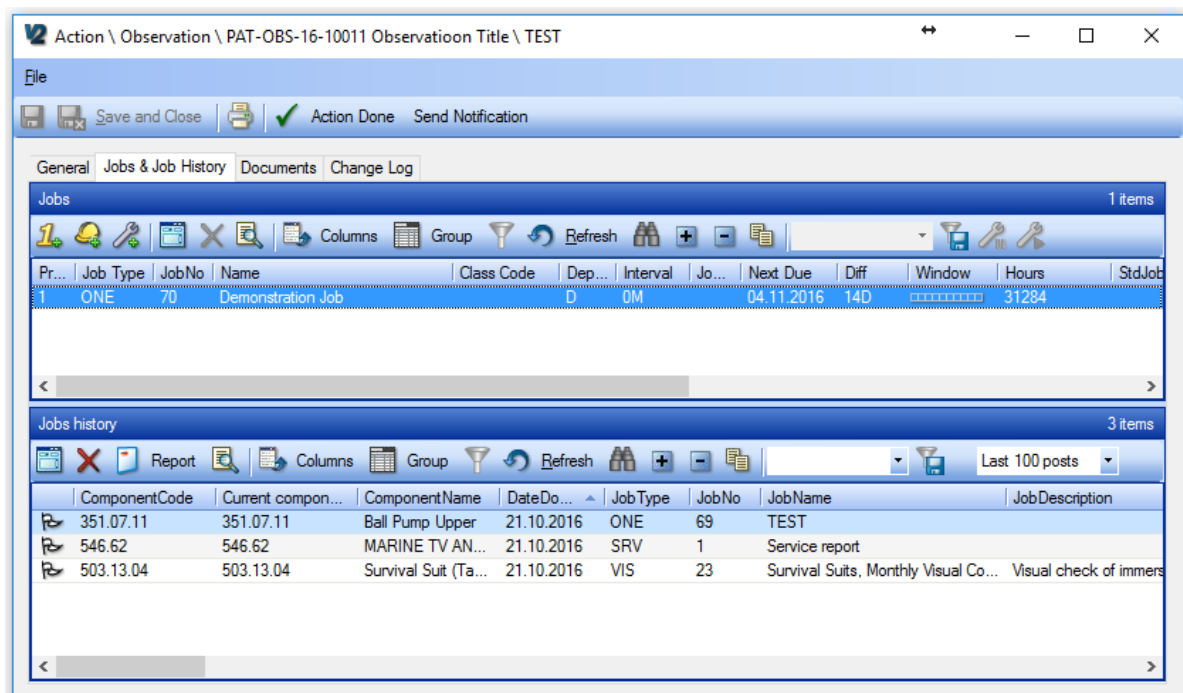 V2 Action \ Observation \ PAT-OBS-16-10011 Observatioon Title \ TEST
File
Save and Close Action Done Send Notification
General Jobs & Job History Documents Change Log
Jobs 1 items
Columns Group Refresh
Pr... Job Type JobNo Name Class Code Dep... Interval Jo... Next Due Diff Window Hours StdJob
1 ONE 70 Demonstration Job D 0M 04.11.2016 14D 31284
Jobs history 3 items
Report Columns Group Refresh Last 100 posts
ComponentCode Current compon... ComponentName DateDo... JobType JobNo JobName JobDescription
351.07.11 351.07.11 Ball Pump Upper 21.10.2016 ONE 69 TEST
546.62 546.62 MARINE TV AN... 21.10.2016 SRV 1 Service report
503.13.04 503.13.04 Survival Suit (Ta... 21.10.2016 VIS 23 Survival Suits, Monthly Visual Co... Visual check of immers